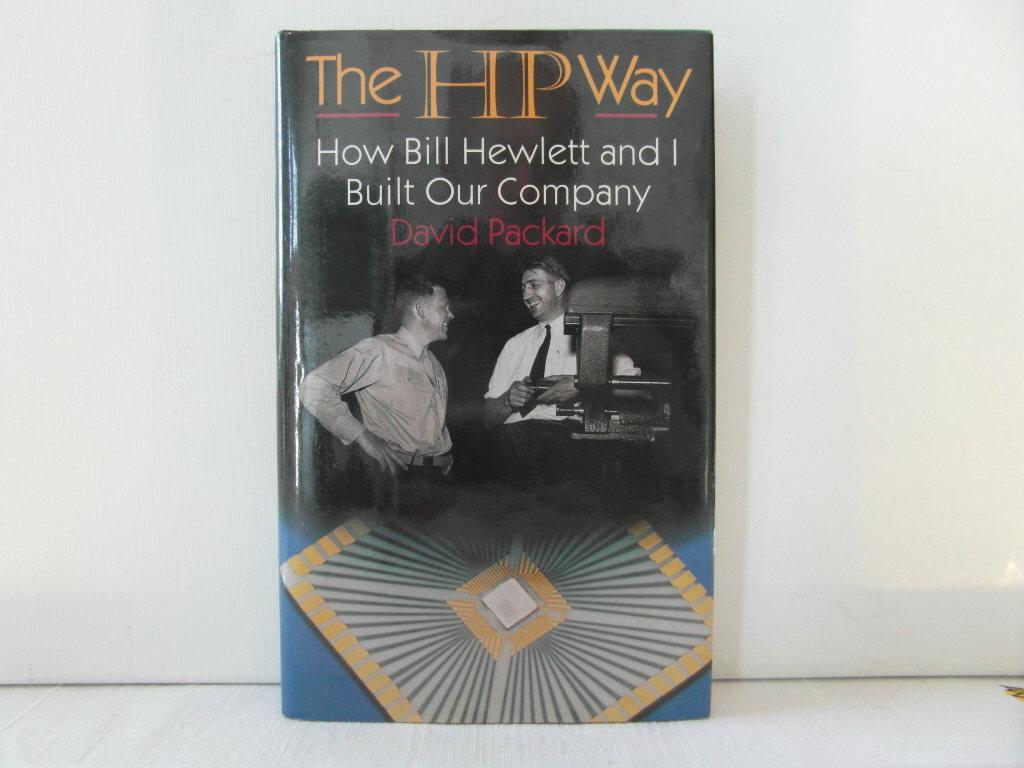 The HP Way
How Bill Hewlett and I
Built Our Company
David Packard